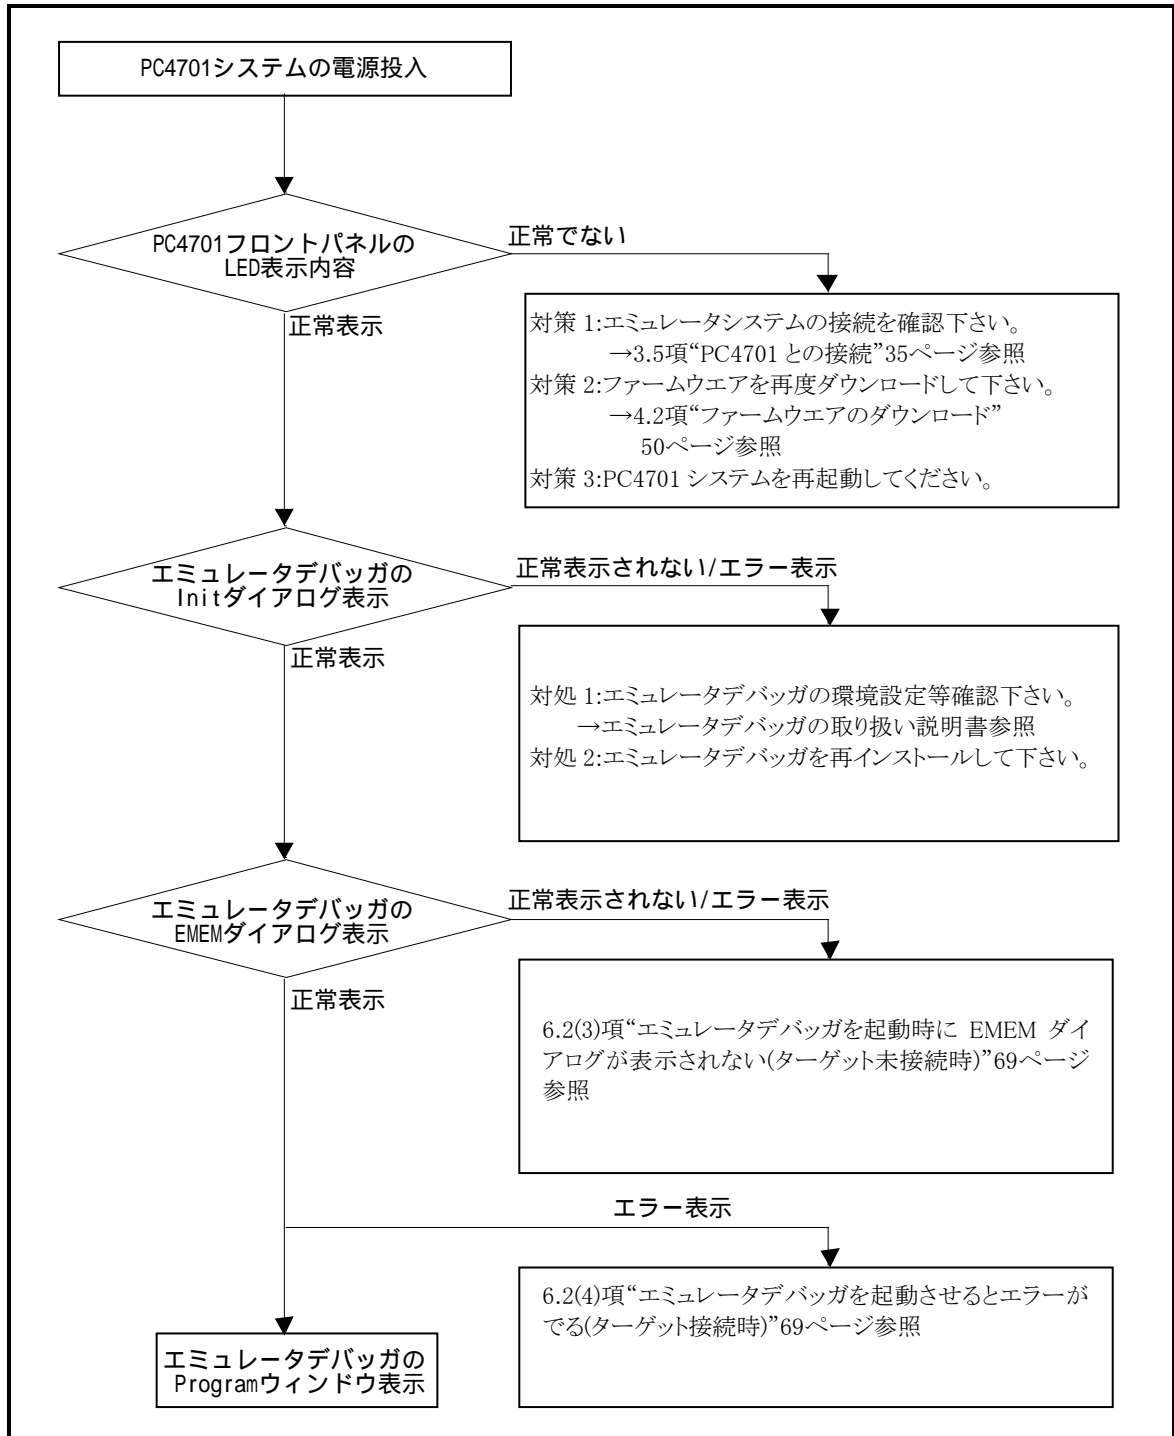 PC4701システムの電源投入
PC4701フロントパネルの
LED表示内容
正常でない
正常表示
対策 1:エミュレータシステムの接続を確認下さい。
→3.5項“PC4701 との接続”35ページ参照
対策 2:ファームウエアを再度ダウンロードして下さい。
→4.2項“ファームウエアのダウンロード”
50ページ参照
対策 3:PC4701 システムを再起動してください。
エミュレータデバッガの
Initダイアログ表示
正常表示されない/エラー表示
正常表示
対処 1:エミュレータデバッガの環境設定等確認下さい。
→エミュレータデバッガの取り扱い説明書参照
対処 2:エミュレータデバッガを再インストールして下さい。
エミュレータデバッガの
EMEMダイアログ表示
正常表示されない/エラー表示
正常表示
6.2(3)項“エミュレータデバッガを起動時に EMEM ダイ
アログが表示されない(ターゲット未接続時)”69ページ
参照
エラー表示
6.2(4)項“エミュレータデバッガを起動させるとエラーが
でる(ターゲット接続時)”69ページ参照
エミュレータデバッガの
Programウィンドウ表示